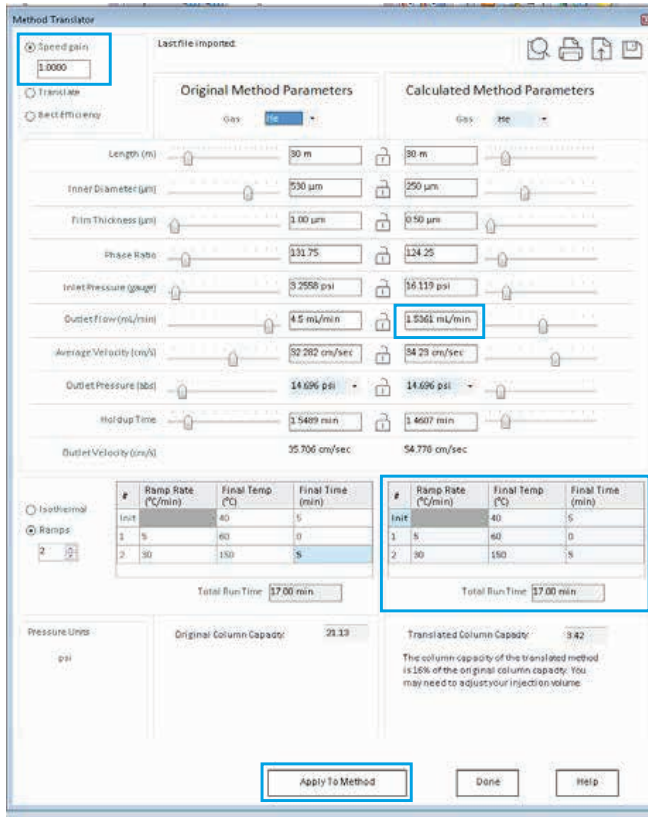 Method Translator
Speed gain
Last file imported:
1.0000
Translate
Best Efficiency
Original Method Parameters
Calculated Method Parameters
Gas He
Gas He
Length (m) 30 m 30 m
Inner Diameter (µm) 530 µm 250 µm
Film Thickness (µm) 1.00 µm 0.50 µm
Phase Ratio 131.75 124.25
Inlet Pressure (gauge) 3.2558 psi 16.119 psi
Outlet Flow (mL/min) 4.5 mL/min 1.5361 mL/min
Average Velocity (cm/s) 32.282 cm/sec 34.23 cm/sec
Outlet Pressure (abs) 14.696 psi 14.696 psi
Holdup Time 1.5489 min 1.4607 min
Outlet Velocity (cm/s) 35.706 cm/sec 54.778 cm/sec
Isothermal
Ramps
2
# Ramp Rate (°C/min) Final Temp (°C) Final Time (min)
Init 40 5
1 5 60 0
2 30 150 5
Total Run Time 17.00 min
# Ramp Rate (°C/min) Final Temp (°C) Final Time (min)
Init 40 5
1 5 60 0
2 30 150 5
Total Run Time 17.00 min
Pressure Units
psi
Original Column Capacity 21.13
Translated Column Capacity 3.42
The column capacity of the translated method
is 16% of the original column capacity. You
may need to adjust your injection volume
Apply To Method
Done
Help